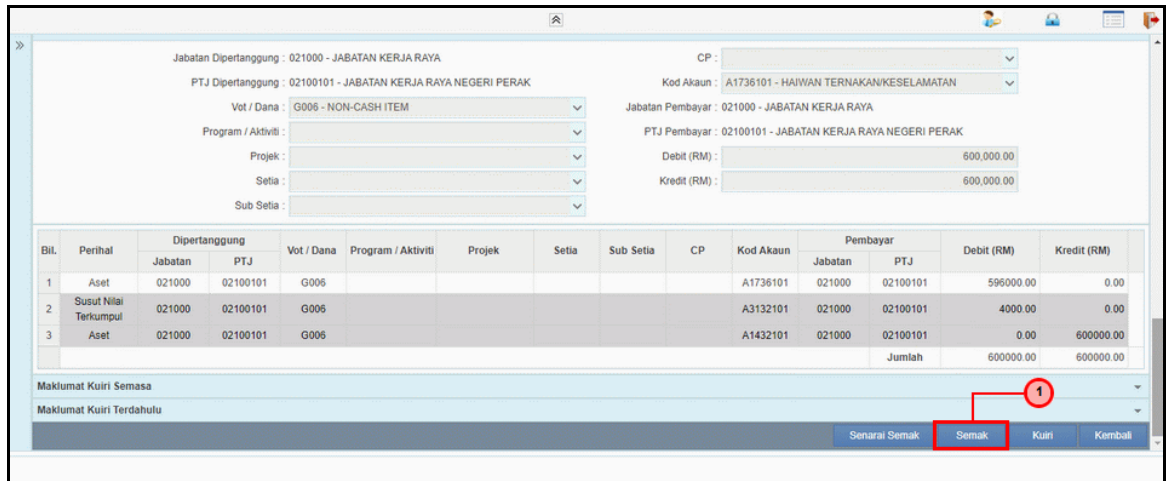 Jabatan Dipertanggung : 021000 - JABATAN KERJA RAYA CP :
PTJ Dipertanggung : 02100101 - JABATAN KERJA RAYA NEGERI PERAK Kod Akaun : A1736101 - HAIWAN TERNAKAN/KESELAMATAN
Vot / Dana : G006 - NON-CASH ITEM Jabatan Pembayar : 021000 - JABATAN KERJA RAYA
Program / Aktiviti : PTJ Pembayar : 02100101 - JABATAN KERJA RAYA NEGERI PERAK
Projek : Debit (RM) : 600,000.00
Setia : Kredit (RM) : 600,000.00
Sub Setia :
Bil. Perihal Dipertanggung Vot / Dana Program / Aktiviti Projek Setia Sub Setia CP Kod Akaun Pembayar Debit (RM) Kredit (RM)
Jabatan PTJ Jabatan PTJ
1 Aset 021000 02100101 G006 A1736101 021000 02100101 596000.00 0.00
2 Susut Nilai Terkumpul 021000 02100101 G006 A3132101 021000 02100101 4000.00 0.00
3 Aset 021000 02100101 G006 A1432101 021000 02100101 0.00 600000.00
Jumlah 600000.00 600000.00
Maklumat Kuiri Semasa
1
Maklumat Kuiri Terdahulu
Senarai Semak Semak Kuiri Kembali